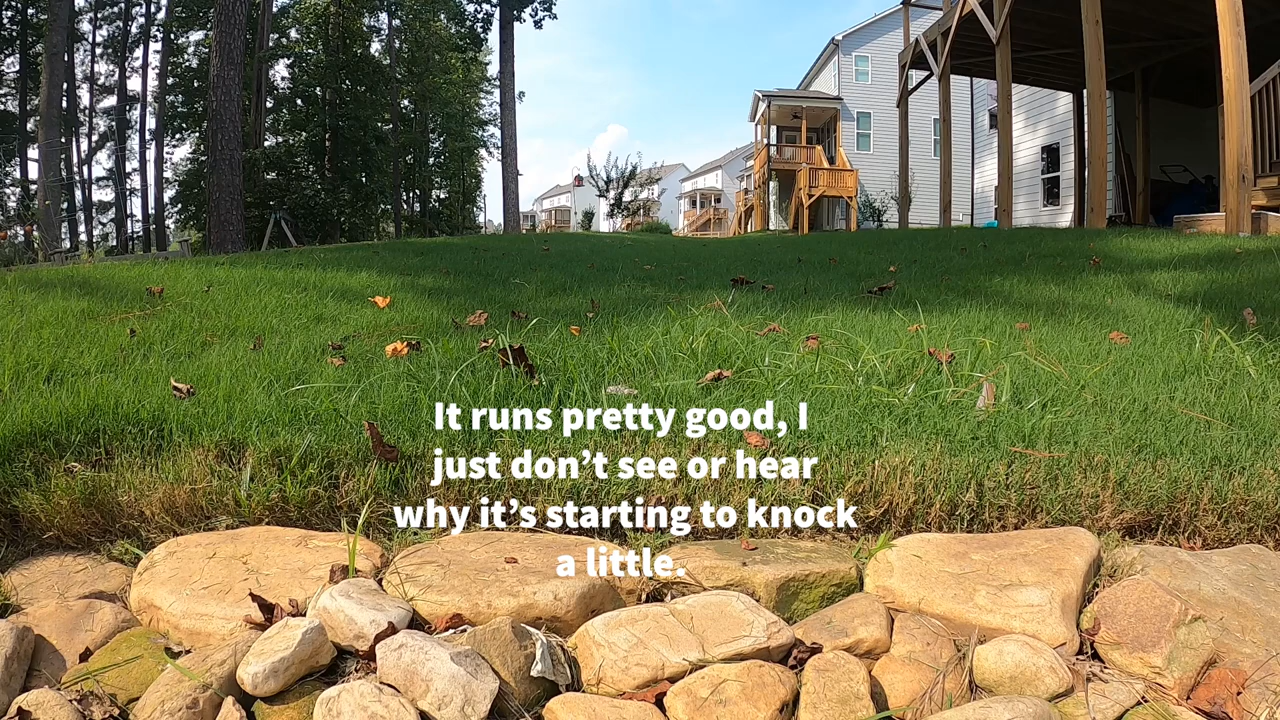 It runs pretty good, I
just don’t see or hear
why it’s starting to knock
a little.